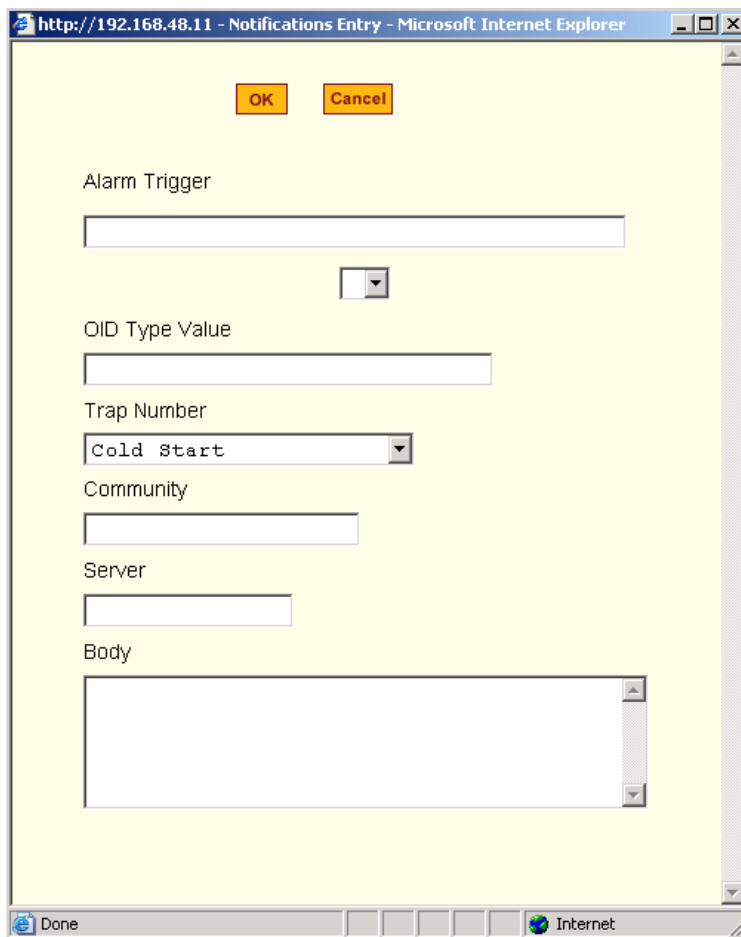 http://192.168.48.11 - Notifications Entry - Microsoft Internet Explorer
OK Cancel
Alarm Trigger
OID Type Value
Trap Number
Cold Start
Community
Server
Body
Done Internet